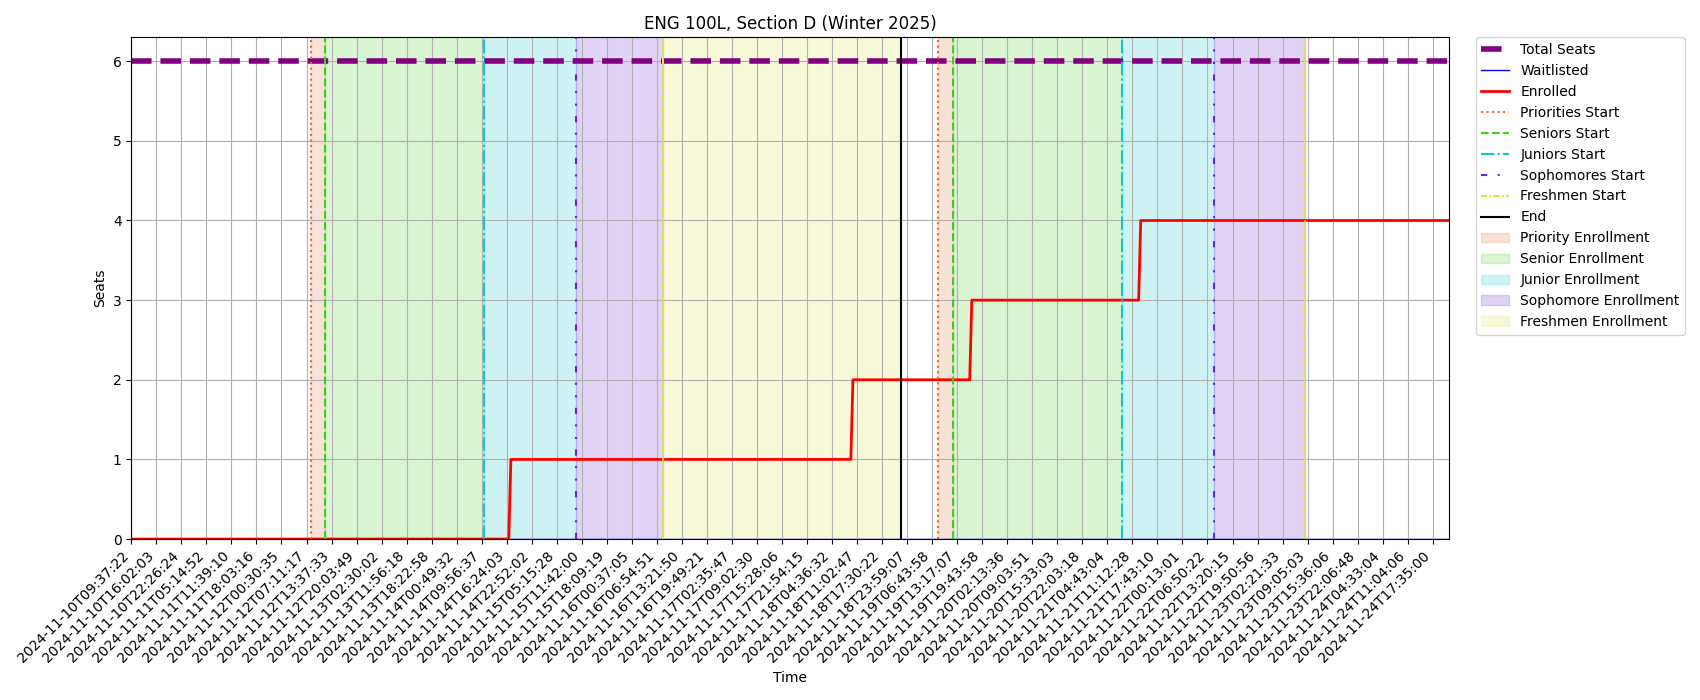 ENG 100L, Section D (Winter 2025)
Seats
6
5
4
3
2
1
0
2024-11-10T09:37:22
2024-11-10T16:02:03
2024-11-10T22:26:24
2024-11-11T05:14:52
2024-11-11T11:39:10
2024-11-11T18:03:16
2024-11-12T00:30:35
2024-11-12T07:11:17
2024-11-12T13:37:33
2024-11-12T20:03:49
2024-11-13T02:30:02
2024-11-13T11:56:18
2024-11-13T18:22:58
2024-11-14T00:49:32
2024-11-14T09:56:37
2024-11-14T16:24:03
2024-11-14T22:52:02
2024-11-15T05:15:28
2024-11-15T11:42:00
2024-11-15T18:09:19
2024-11-16T00:37:05
2024-11-16T06:54:51
2024-11-16T13:21:50
2024-11-16T19:49:21
2024-11-17T02:35:47
2024-11-17T09:02:30
2024-11-17T15:28:06
2024-11-17T21:54:15
2024-11-18T04:36:32
2024-11-18T11:02:47
2024-11-18T17:30:22
2024-11-18T23:59:07
2024-11-19T06:43:58
2024-11-19T13:17:07
2024-11-19T19:43:58
2024-11-20T02:13:36
2024-11-20T09:03:51
2024-11-20T15:33:03
2024-11-20T22:03:18
2024-11-21T04:43:04
2024-11-21T11:12:28
2024-11-21T17:43:10
2024-11-22T00:13:01
2024-11-22T06:50:22
2024-11-22T13:20:15
2024-11-22T19:50:56
2024-11-23T02:21:33
2024-11-23T09:05:03
2024-11-23T15:36:06
2024-11-23T22:06:48
2024-11-24T04:33:04
2024-11-24T11:04:06
2024-11-24T17:35:00
Time
Total Seats
Waitlisted
Enrolled
Priorities Start
Seniors Start
Juniors Start
Sophomores Start
Freshmen Start
End
Priority Enrollment
Senior Enrollment
Junior Enrollment
Sophomore Enrollment
Freshmen Enrollment